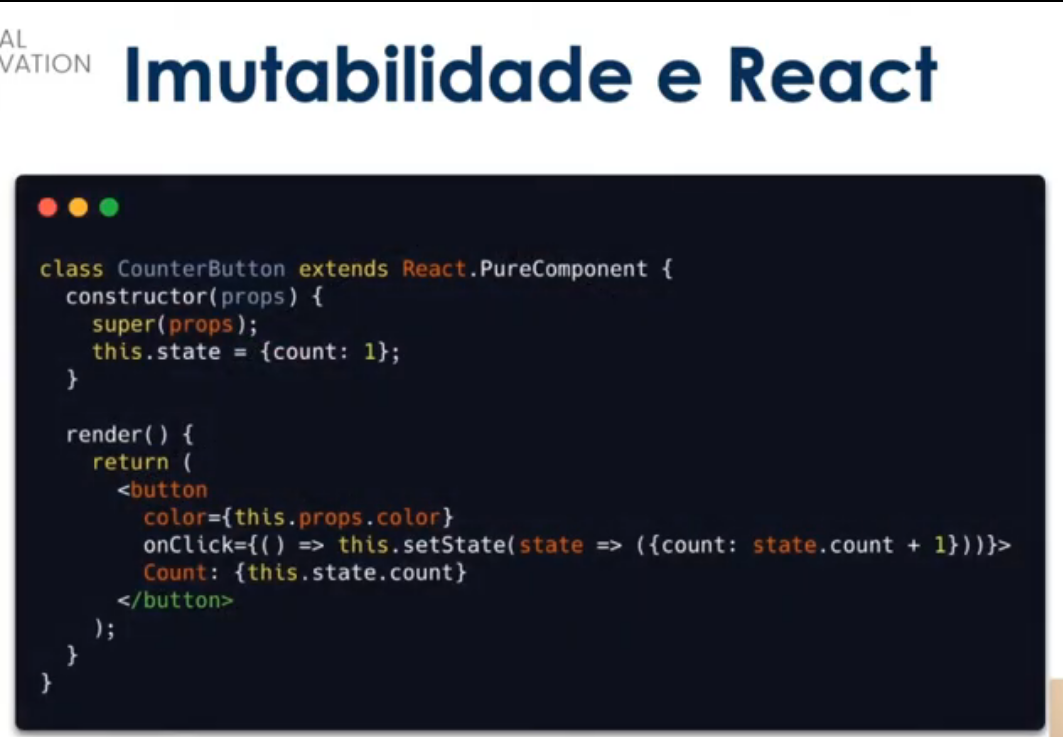 AL
VATION
Imutabilidade e React
class CounterButton extends React.PureComponent {
  constructor(props) {
    super(props);
    this.state = {count: 1};
  }
  render() {
    return (
      <button
        color={this.props.color}
        onClick={() => this.setState(state => ({count: state.count + 1}))}>
        Count: {this.state.count}
      </button>
    );
  }
}